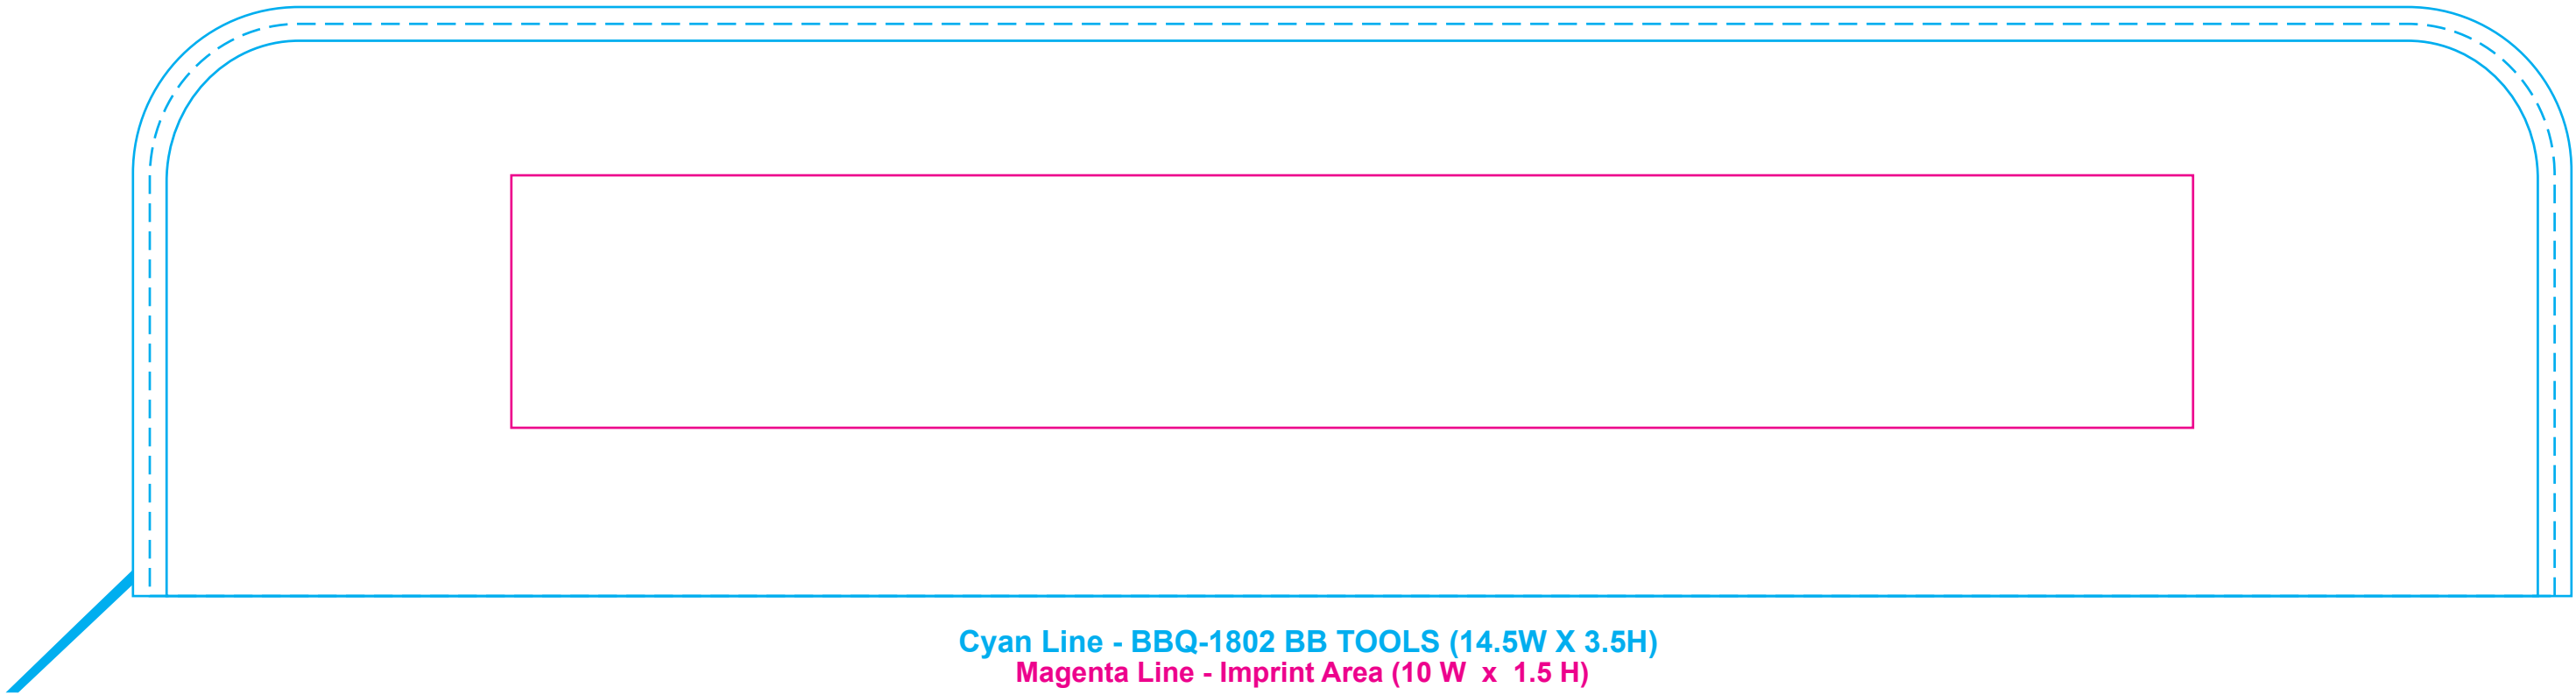 Cyan Line - BBQ-1802 BB TOOLS (14.5W X 3.5H)
Magenta Line - Imprint Area (10 W  x  1.5 H)